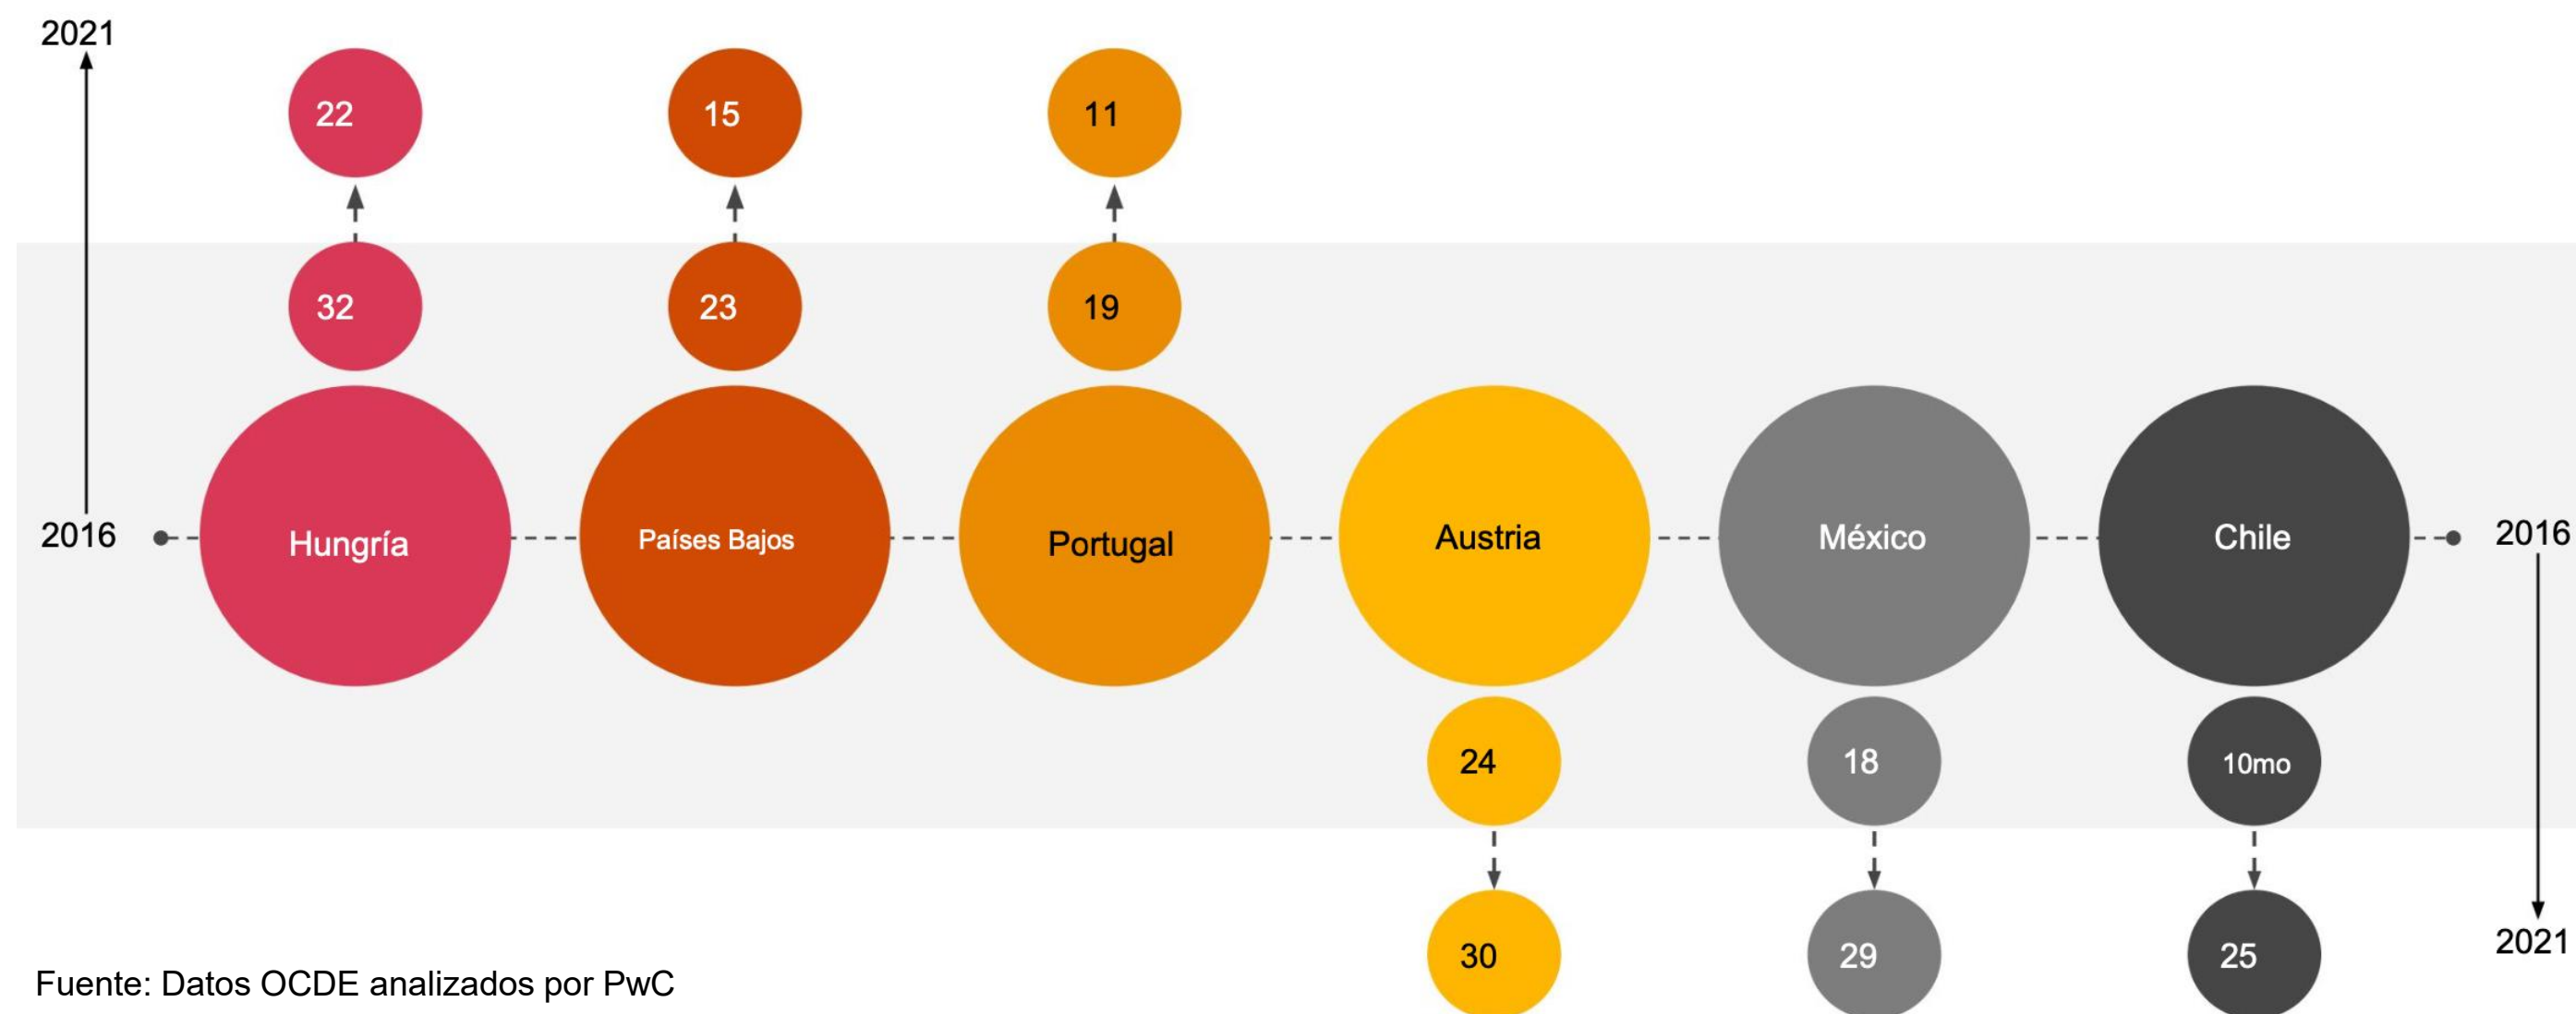 2021
22
15
11
32
23
19
2016
Hungría
Países Bajos
Portugal
Austria
México
Chile
2016
24
18
10mo
30
29
25
2021
Fuente: Datos OCDE analizados por PwC